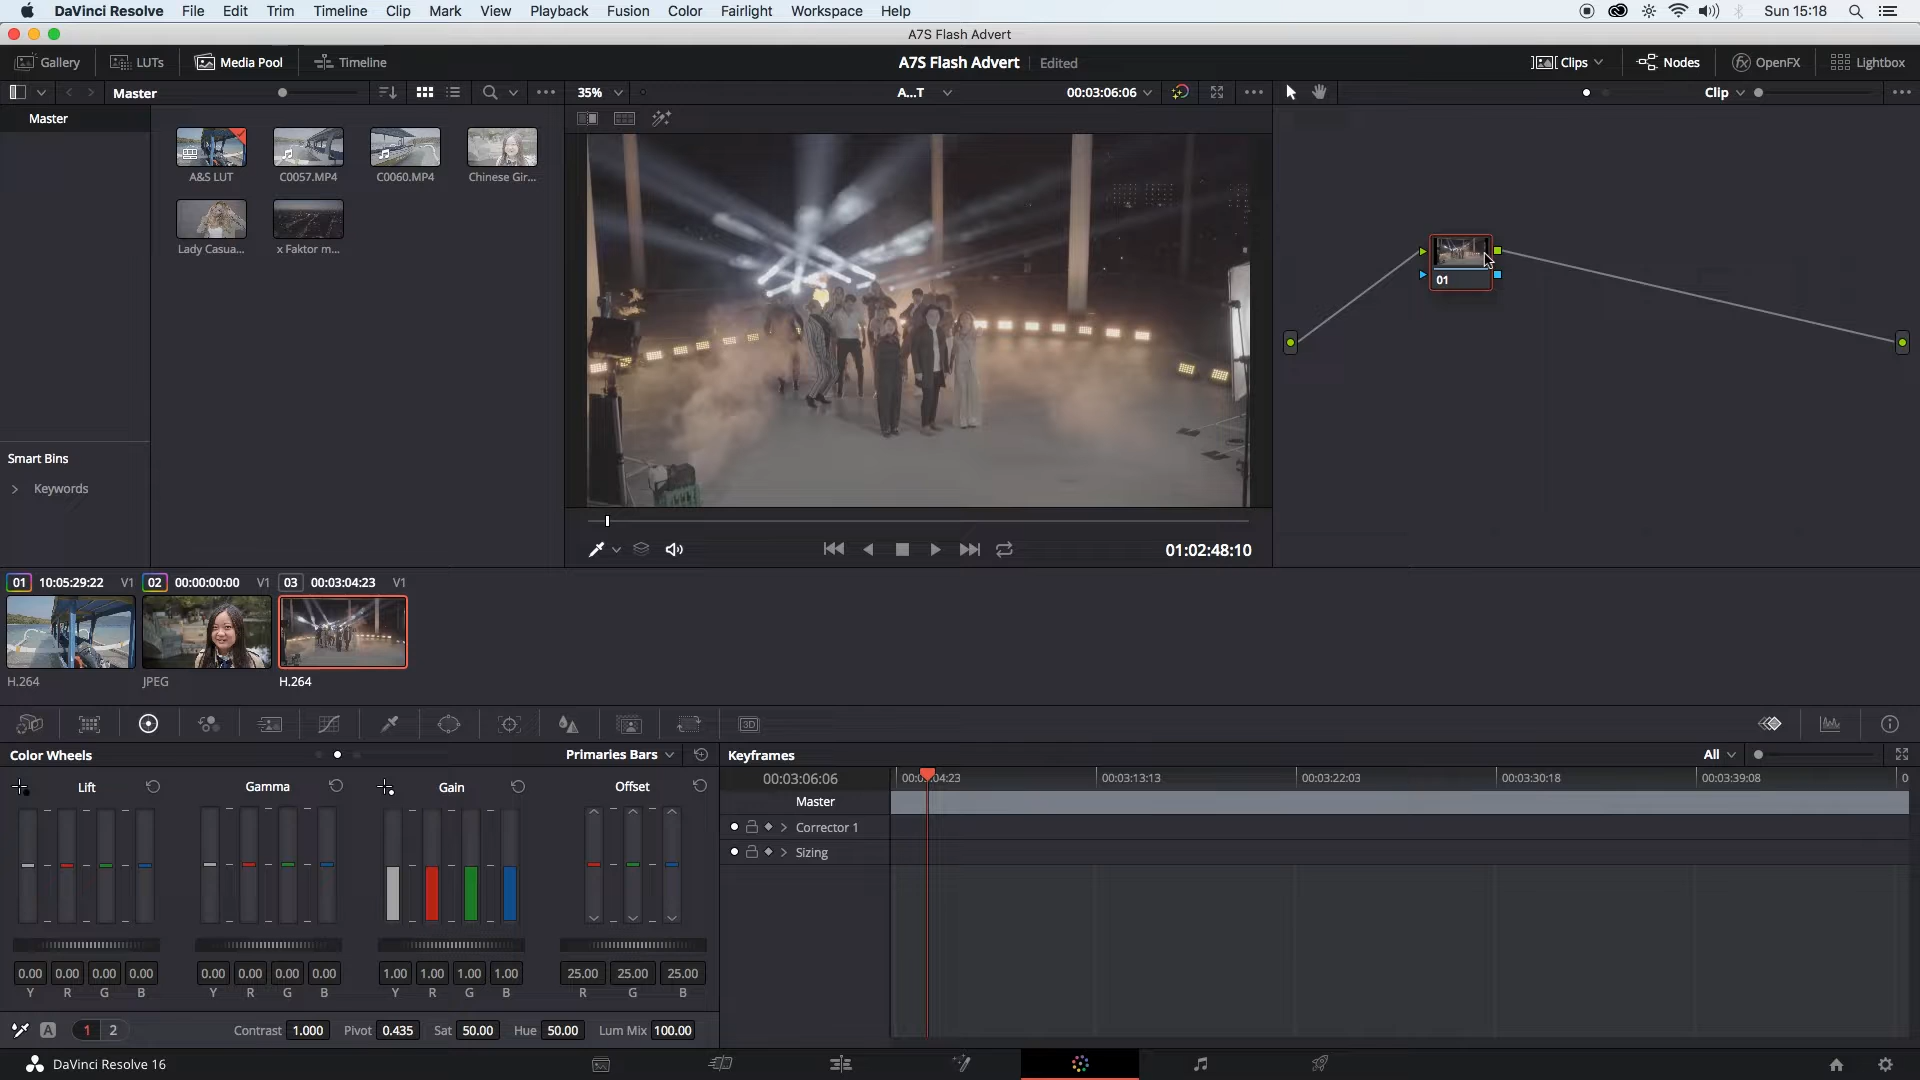 DaVinci Resolve File Edit Trim Timeline Clip Mark View Playback Fusion Color Fairlight Workspace Help Sun 15:18
A7S Flash Advert
Gallery LUTs Media Pool Timeline A7S Flash Advert Edited Clips Nodes OpenFX Lightbox
Master 35% A...T 00:03:06:06 Clip
Master
A&S LUT C0057.MP4 C0060.MP4 Chinese Gir...
Lady Casua... x Faktor m...
01
Smart Bins
Keywords
01:02:48:10
01 10:05:29:22 V1 02 00:00:00:00 V1 03 00:03:04:23 V1
H.264 JPEG H.264
3D
Color Wheels Primaries Bars Keyframes All
Lift Gamma Gain Offset
00:03:06:06 00:03:04:23 00:03:13:13 00:03:22:03 00:03:30:18 00:03:39:08 0
Master
Corrector 1
Sizing
0.00 0.00 0.00 0.00 0.00 0.00 0.00 0.00 1.00 1.00 1.00 1.00 25.00 25.00 25.00
Y R G B Y R G B Y R G B R G B
A 1 2 Contrast 1.000 Pivot 0.435 Sat 50.00 Hue 50.00 Lum Mix 100.00
DaVinci Resolve 16